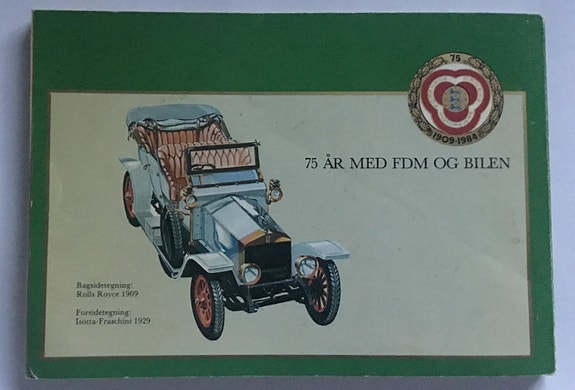 75
1909-1984
75 ÅR MED FDM OG BILEN
Bagsidetegning:
Rolls Royce 1909
Forsidetegning:
Isotta-Fraschini 1929